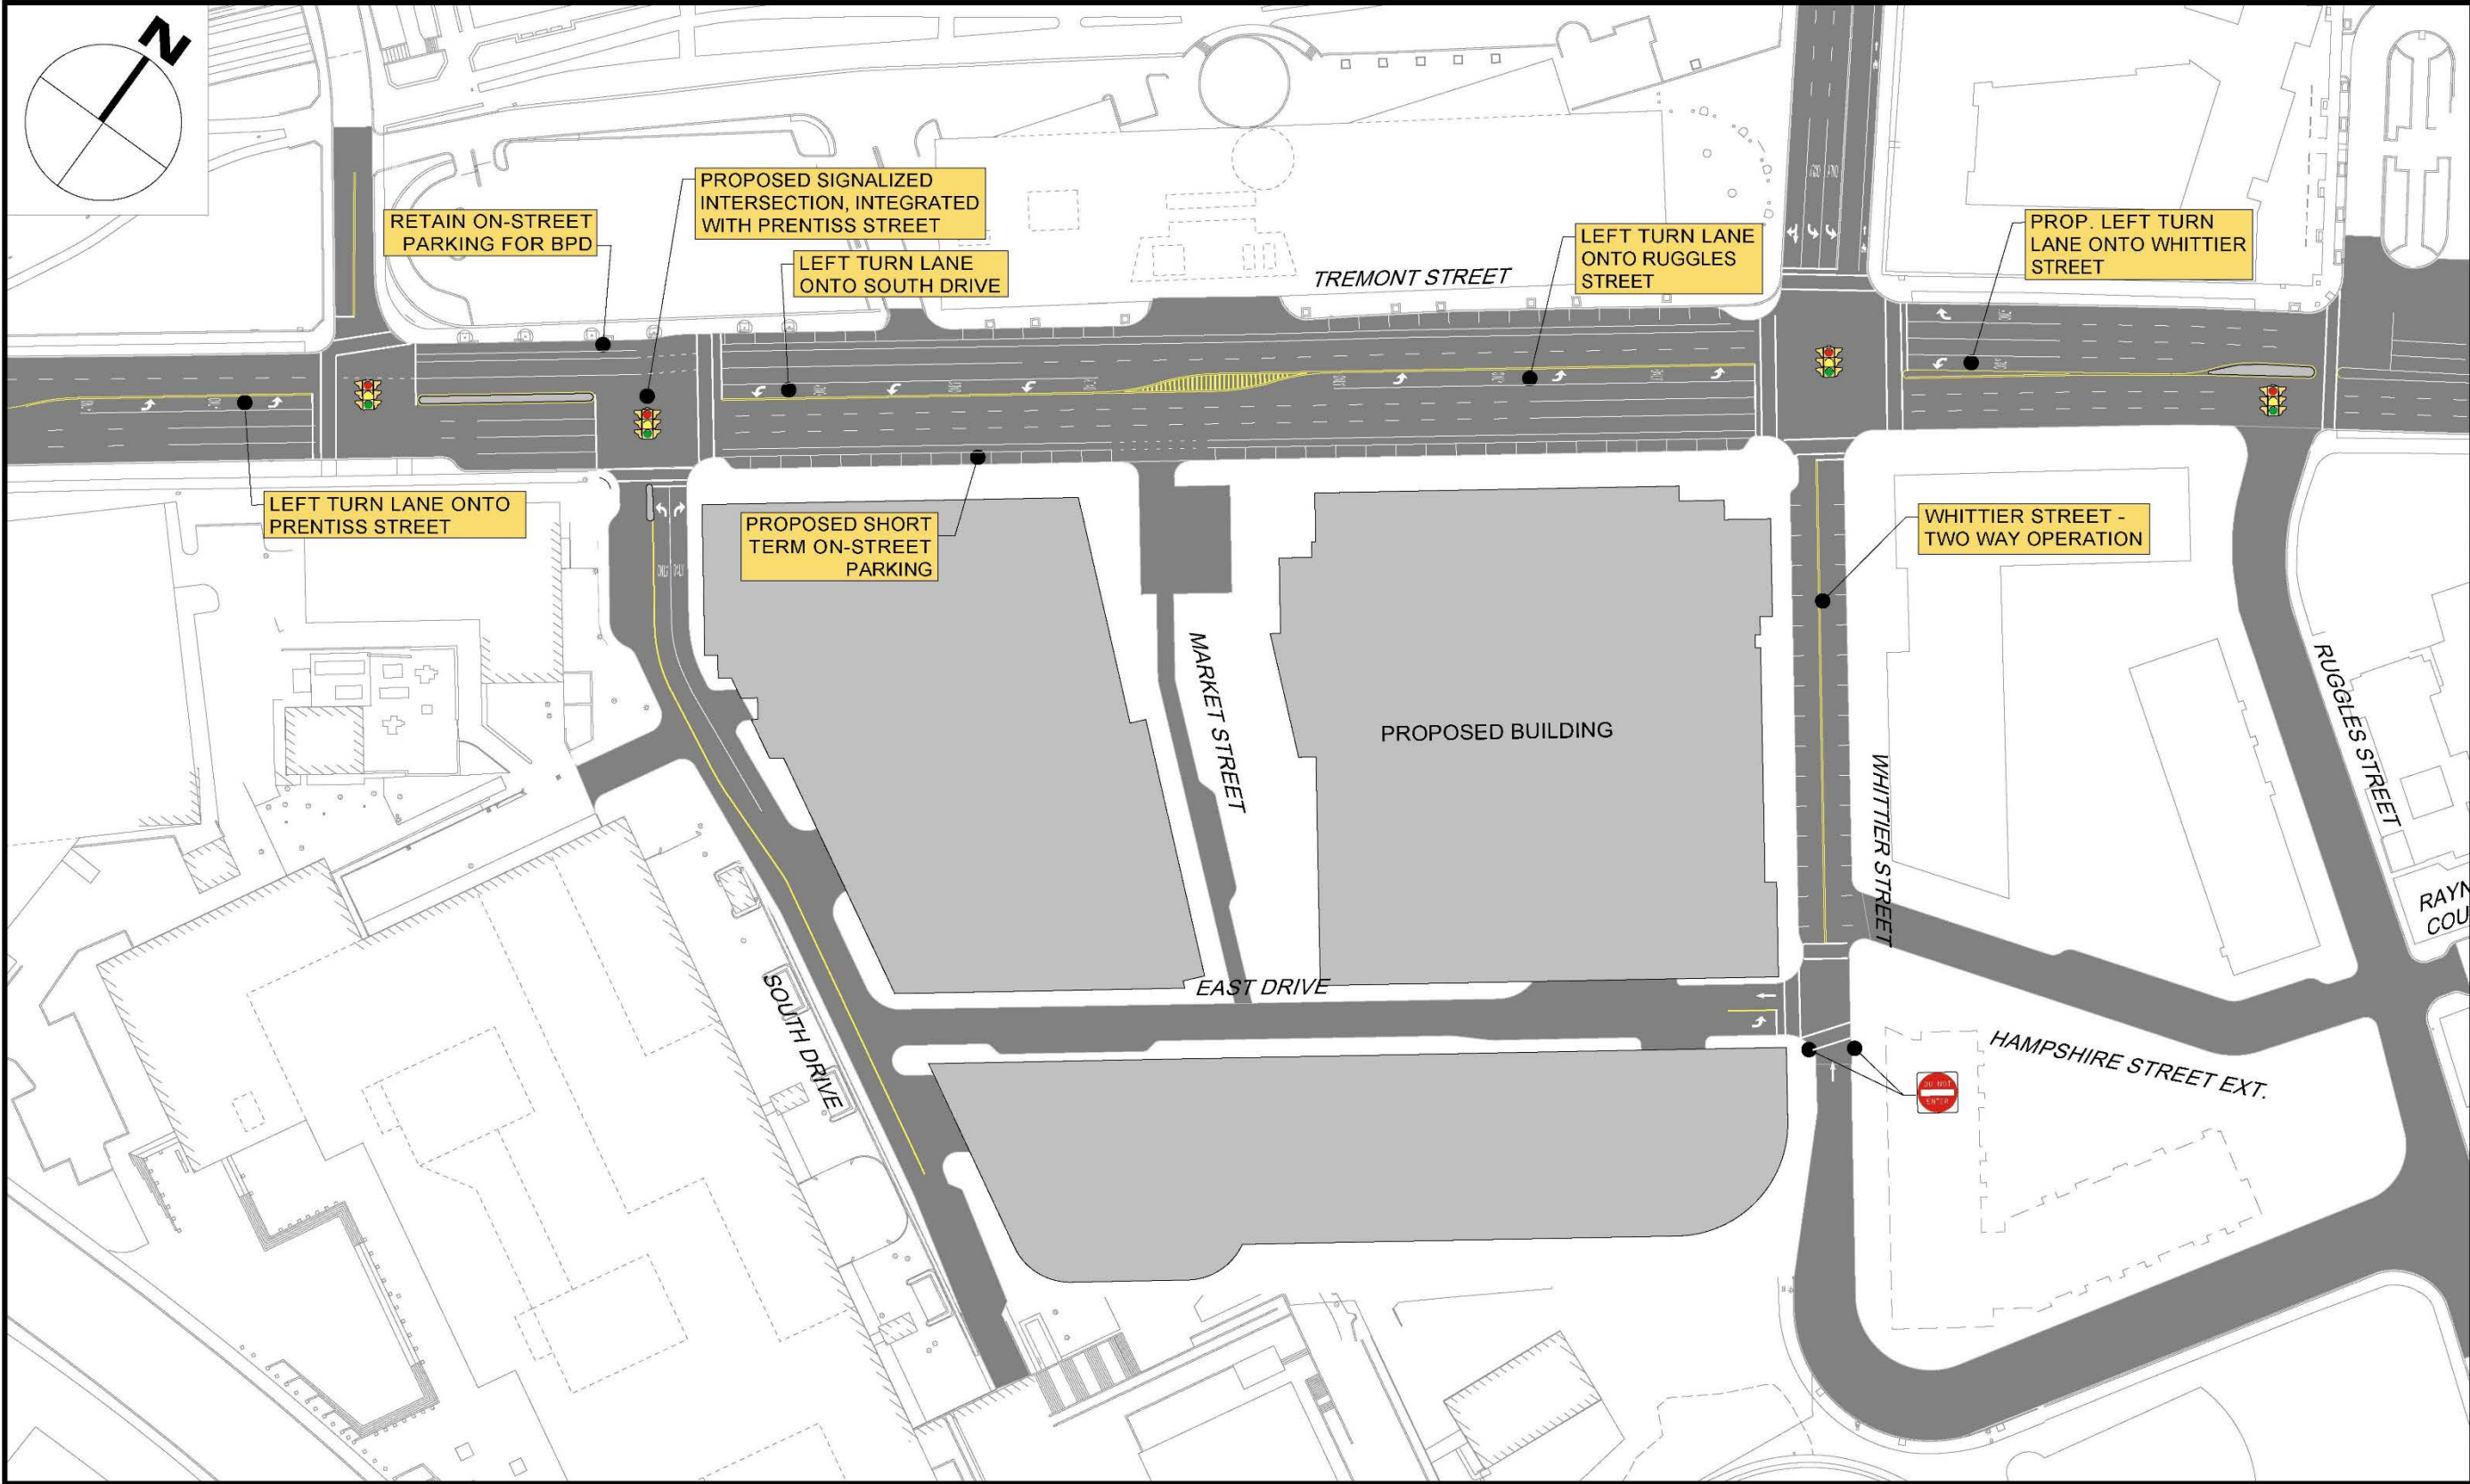 N
PROPOSED SIGNALIZED
INTERSECTION, INTEGRATED
WITH PRENTISS STREET
RETAIN ON-STREET
PARKING FOR BPD
LEFT TURN LANE
ONTO SOUTH DRIVE
TREMONT STREET
LEFT TURN LANE
ONTO RUGGLES
STREET
PROP. LEFT TURN
LANE ONTO WHITTIER
STREET
LEFT TURN LANE ONTO
PRENTISS STREET
PROPOSED SHORT
TERM ON-STREET
PARKING
WHITTIER STREET -
TWO WAY OPERATION
MARKET STREET
PROPOSED BUILDING
RUGGLES STREET
WHITTIER STREET
RAYN
COU
EAST DRIVE
SOUTH DRIVE
HAMPSHIRE STREET EXT.
DO NOT
ENTER